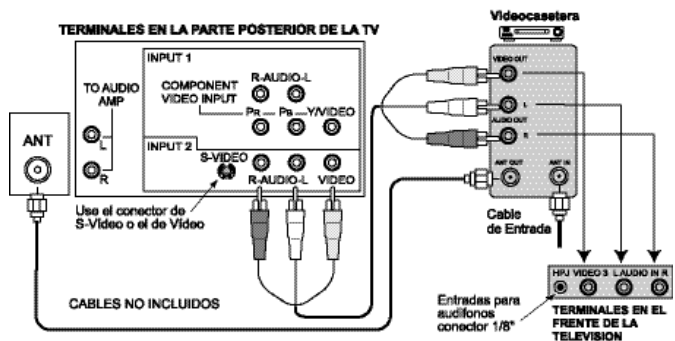 TERMINALES EN LA PARTE POSTERIOR DE LA TV
INPUT 1
TO AUDIO
AMP
L
R
COMPONENT
VIDEO INPUT
R-AUDIO-L
PR
PB
Y/VIDEO
INPUT 2
S-VIDEO
R-AUDIO-L
VIDEO
ANT
Use el conector de
S-Video o el de Video
CABLES NO INCLUIDOS
Videocasetera
VIDEO OUT
L
AUDIO OUT
R
ANT OUT
ANT IN
Cable
de Entrada
HPJ VIDEO 3 L AUDIO IN R
Entradas para
audífonos
conector 1/8"
TERMINALES EN EL
FRENTE DE LA
TELEVISION